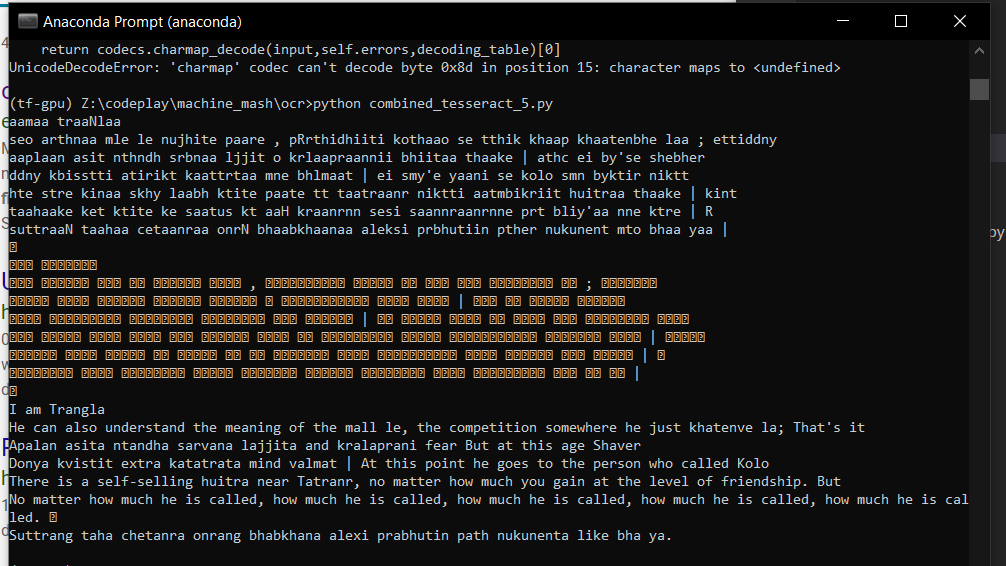 Anaconda Prompt (anaconda)
return codecs.charmap_decode(input,self.errors,decoding_table)[0]
UnicodeDecodeError: 'charmap' codec can't decode byte 0x8d in position 15: character maps to <undefined>
(tf-gpu) Z:\codeplay\machine_mash\ocr>python combined_tesseract_5.py
aamaa traaNlaa
seo arthnaa mle le nujhite paare , pRrthidhiiti kothaao se tthik khaap khaatenbhe laa ; ettiddny
aaplaan asit nthndh srbnaa ljjit o krlaapraannii bhiitaa thaake | athc ei by'se shebher
ddny kbisstti atirikt kaattrtaa mne bhlmaat | ei smy'e yaani se kolo smn byktir niktt
hte stre kinaa skhy laabh ktite paate tt taatraanr niktti aatmbikriit huitraa thaake | kint
taahaake ket ktite ke saatus kt aaH kraanrnn sesi saannraanrnne prt bliy'aa nne ktre | R
suttraaN taahaa cetaanraa onrN bhaabkhaanaa aleksi prbhutiin pther nukunent mto bhaa yaa |
I am Trangla
He can also understand the meaning of the mall le, the competition somewhere he just khatenve la; That's it
Apalan asita ntandha sarvana lajjita and kralaprani fear But at this age Shaver
Donya kvistit extra katatrata mind valmat | At this point he goes to the person who called Kolo
There is a self-selling huitra near Tatranr, no matter how much you gain at the level of friendship. But
No matter how much he is called, how much he is called, how much he is called, how much he is called, how much he is cal
led.
Suttrang taha chetanra onrang bhabkhana alexi prabhutin path nukunenta like bha ya.
by